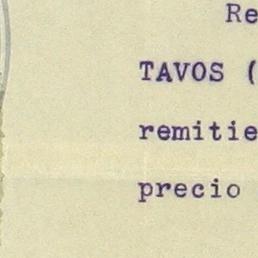 Re
TAVOS (
remitie
precio